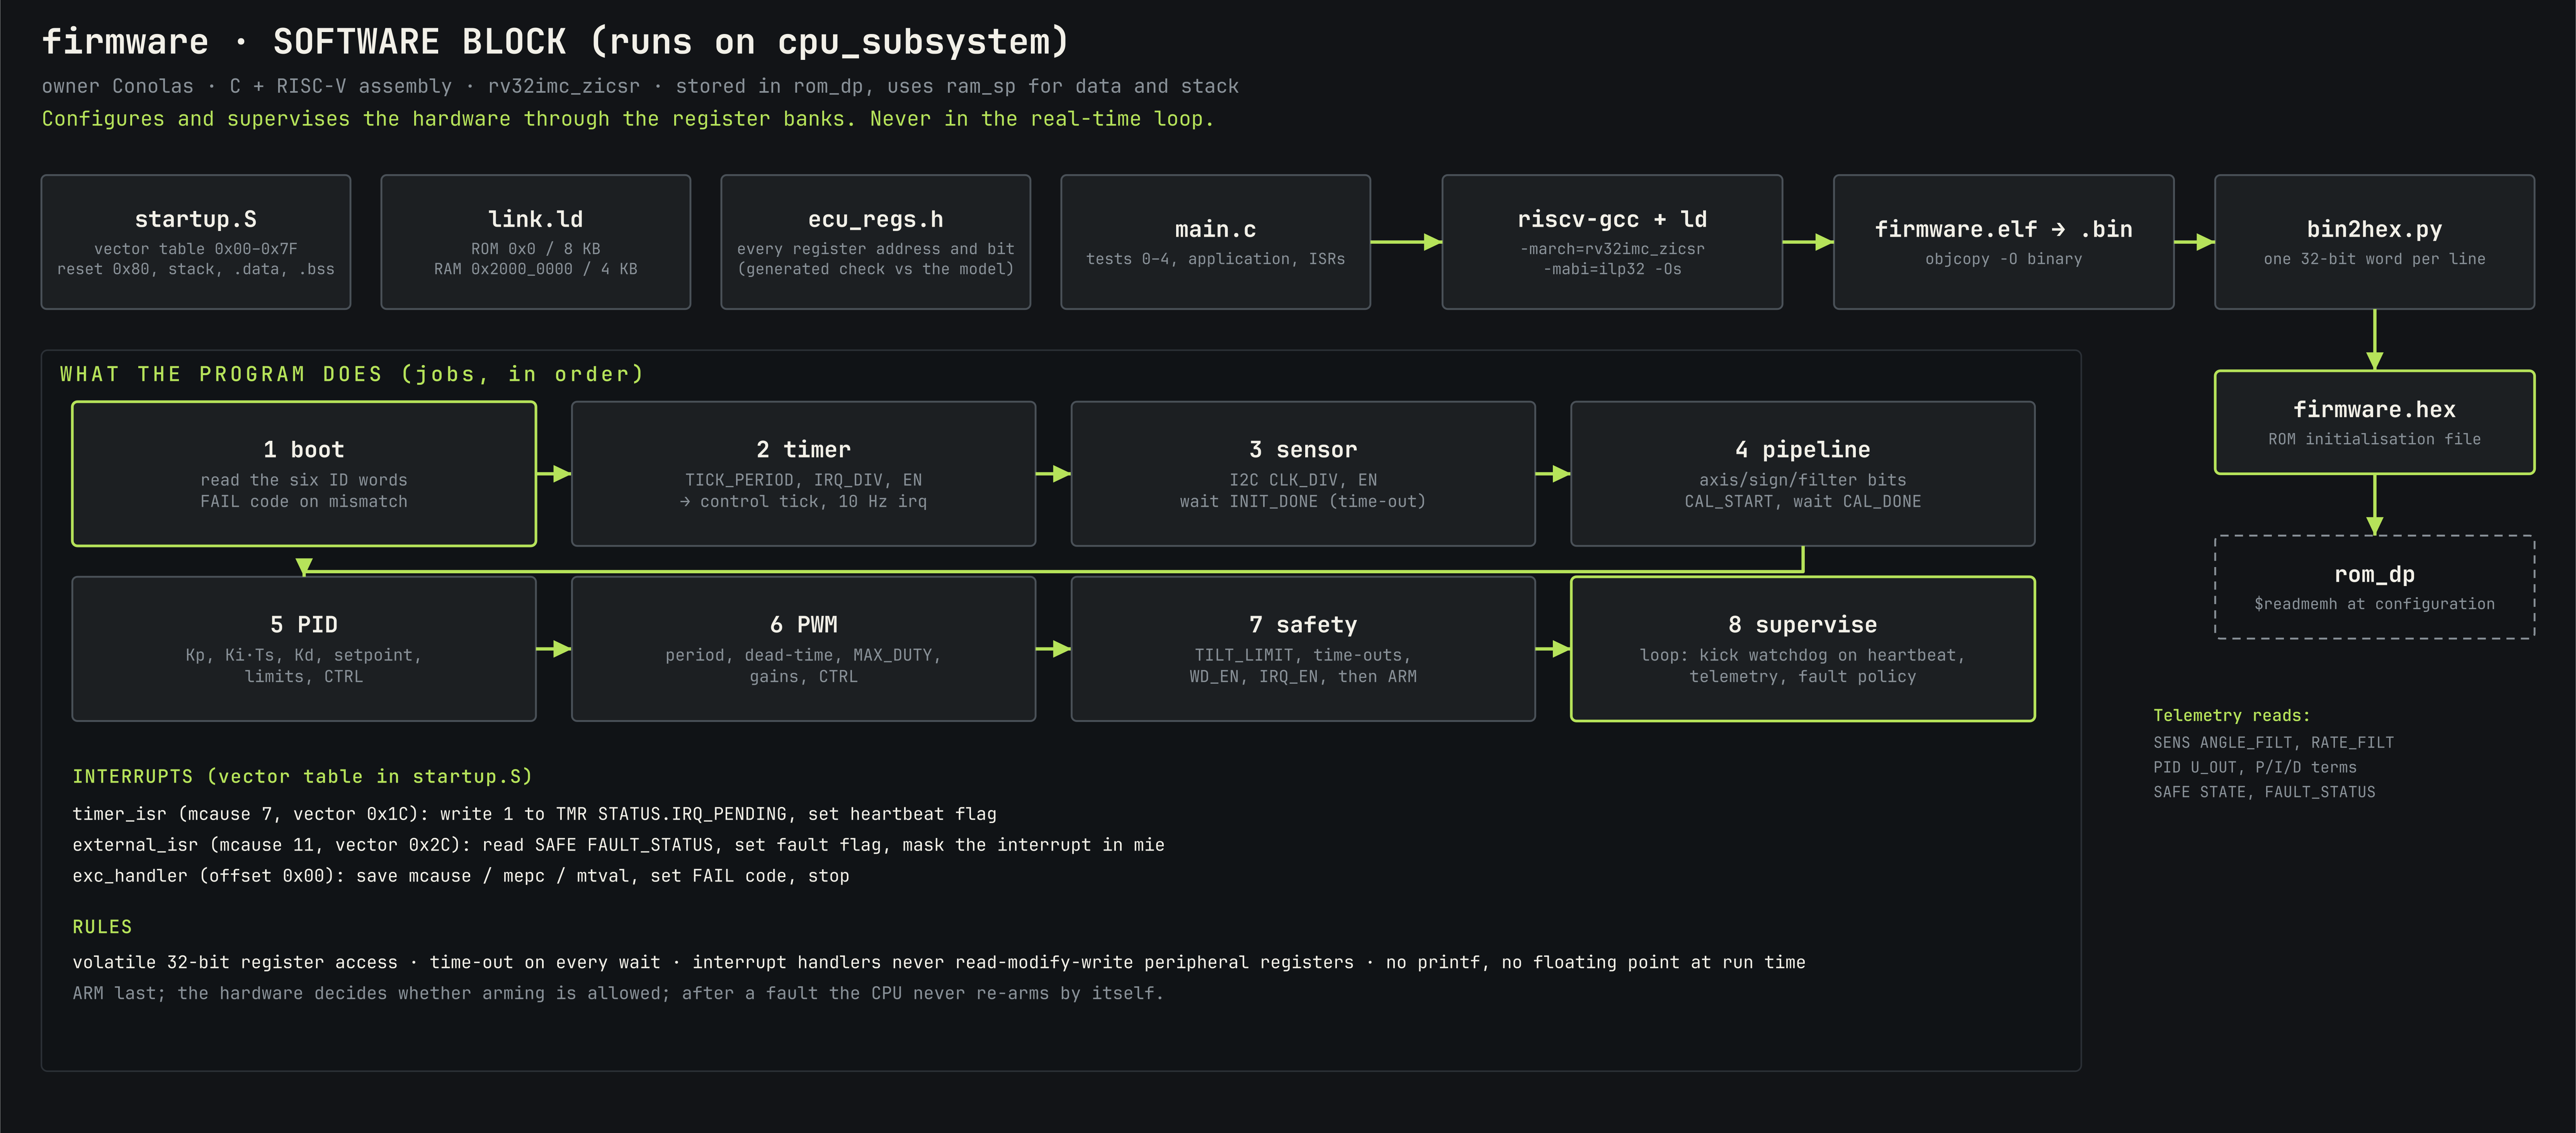 firmware · SOFTWARE BLOCK (runs on cpu_subsystem)
owner Conolas · C + RISC-V assembly · rv32imc_zicsr · stored in rom_dp, uses ram_sp for data and stack
Configures and supervises the hardware through the register banks. Never in the real-time loop.
startup.S
vector table 0x00-0x7F
reset 0x80, stack, .data, .bss
link.ld
ROM 0x0 / 8 KB
RAM 0x2000_0000 / 4 KB
ecu_regs.h
every register address and bit
(generated check vs the model)
main.c
tests 0-4, application, ISRs
riscv-gcc + ld
-march=rv32imc_zicsr
-mabi=ilp32 -Os
firmware.elf → .bin
objcopy -O binary
bin2hex.py
one 32-bit word per line
firmware.hex
ROM initialisation file
rom_dp
$readmemh at configuration
WHAT THE PROGRAM DOES (jobs, in order)
1 boot
read the six ID words
FAIL code on mismatch
2 timer
TICK_PERIOD, IRQ_DIV, EN
→ control tick, 10 Hz irq
3 sensor
I2C CLK_DIV, EN
wait INIT_DONE (time-out)
4 pipeline
axis/sign/filter bits
CAL_START, wait CAL_DONE
5 PID
Kp, Ki·Ts, Kd, setpoint,
limits, CTRL
6 PWM
period, dead-time, MAX_DUTY,
gains, CTRL
7 safety
TILT_LIMIT, time-outs,
WD_EN, IRQ_EN, then ARM
8 supervise
loop: kick watchdog on heartbeat,
telemetry, fault policy
Telemetry reads:
SENS ANGLE_FILT, RATE_FILT
PID U_OUT, P/I/D terms
SAFE STATE, FAULT_STATUS
INTERRUPTS (vector table in startup.S)
timer_isr (mcause 7, vector 0x1C): write 1 to TMR STATUS.IRQ_PENDING, set heartbeat flag
external_isr (mcause 11, vector 0x2C): read SAFE FAULT_STATUS, set fault flag, mask the interrupt in mie
exc_handler (offset 0x00): save mcause / mepc / mtval, set FAIL code, stop
RULES
volatile 32-bit register access · time-out on every wait · interrupt handlers never read-modify-write peripheral registers · no printf, no floating point at run time
ARM last; the hardware decides whether arming is allowed; after a fault the CPU never re-arms by itself.